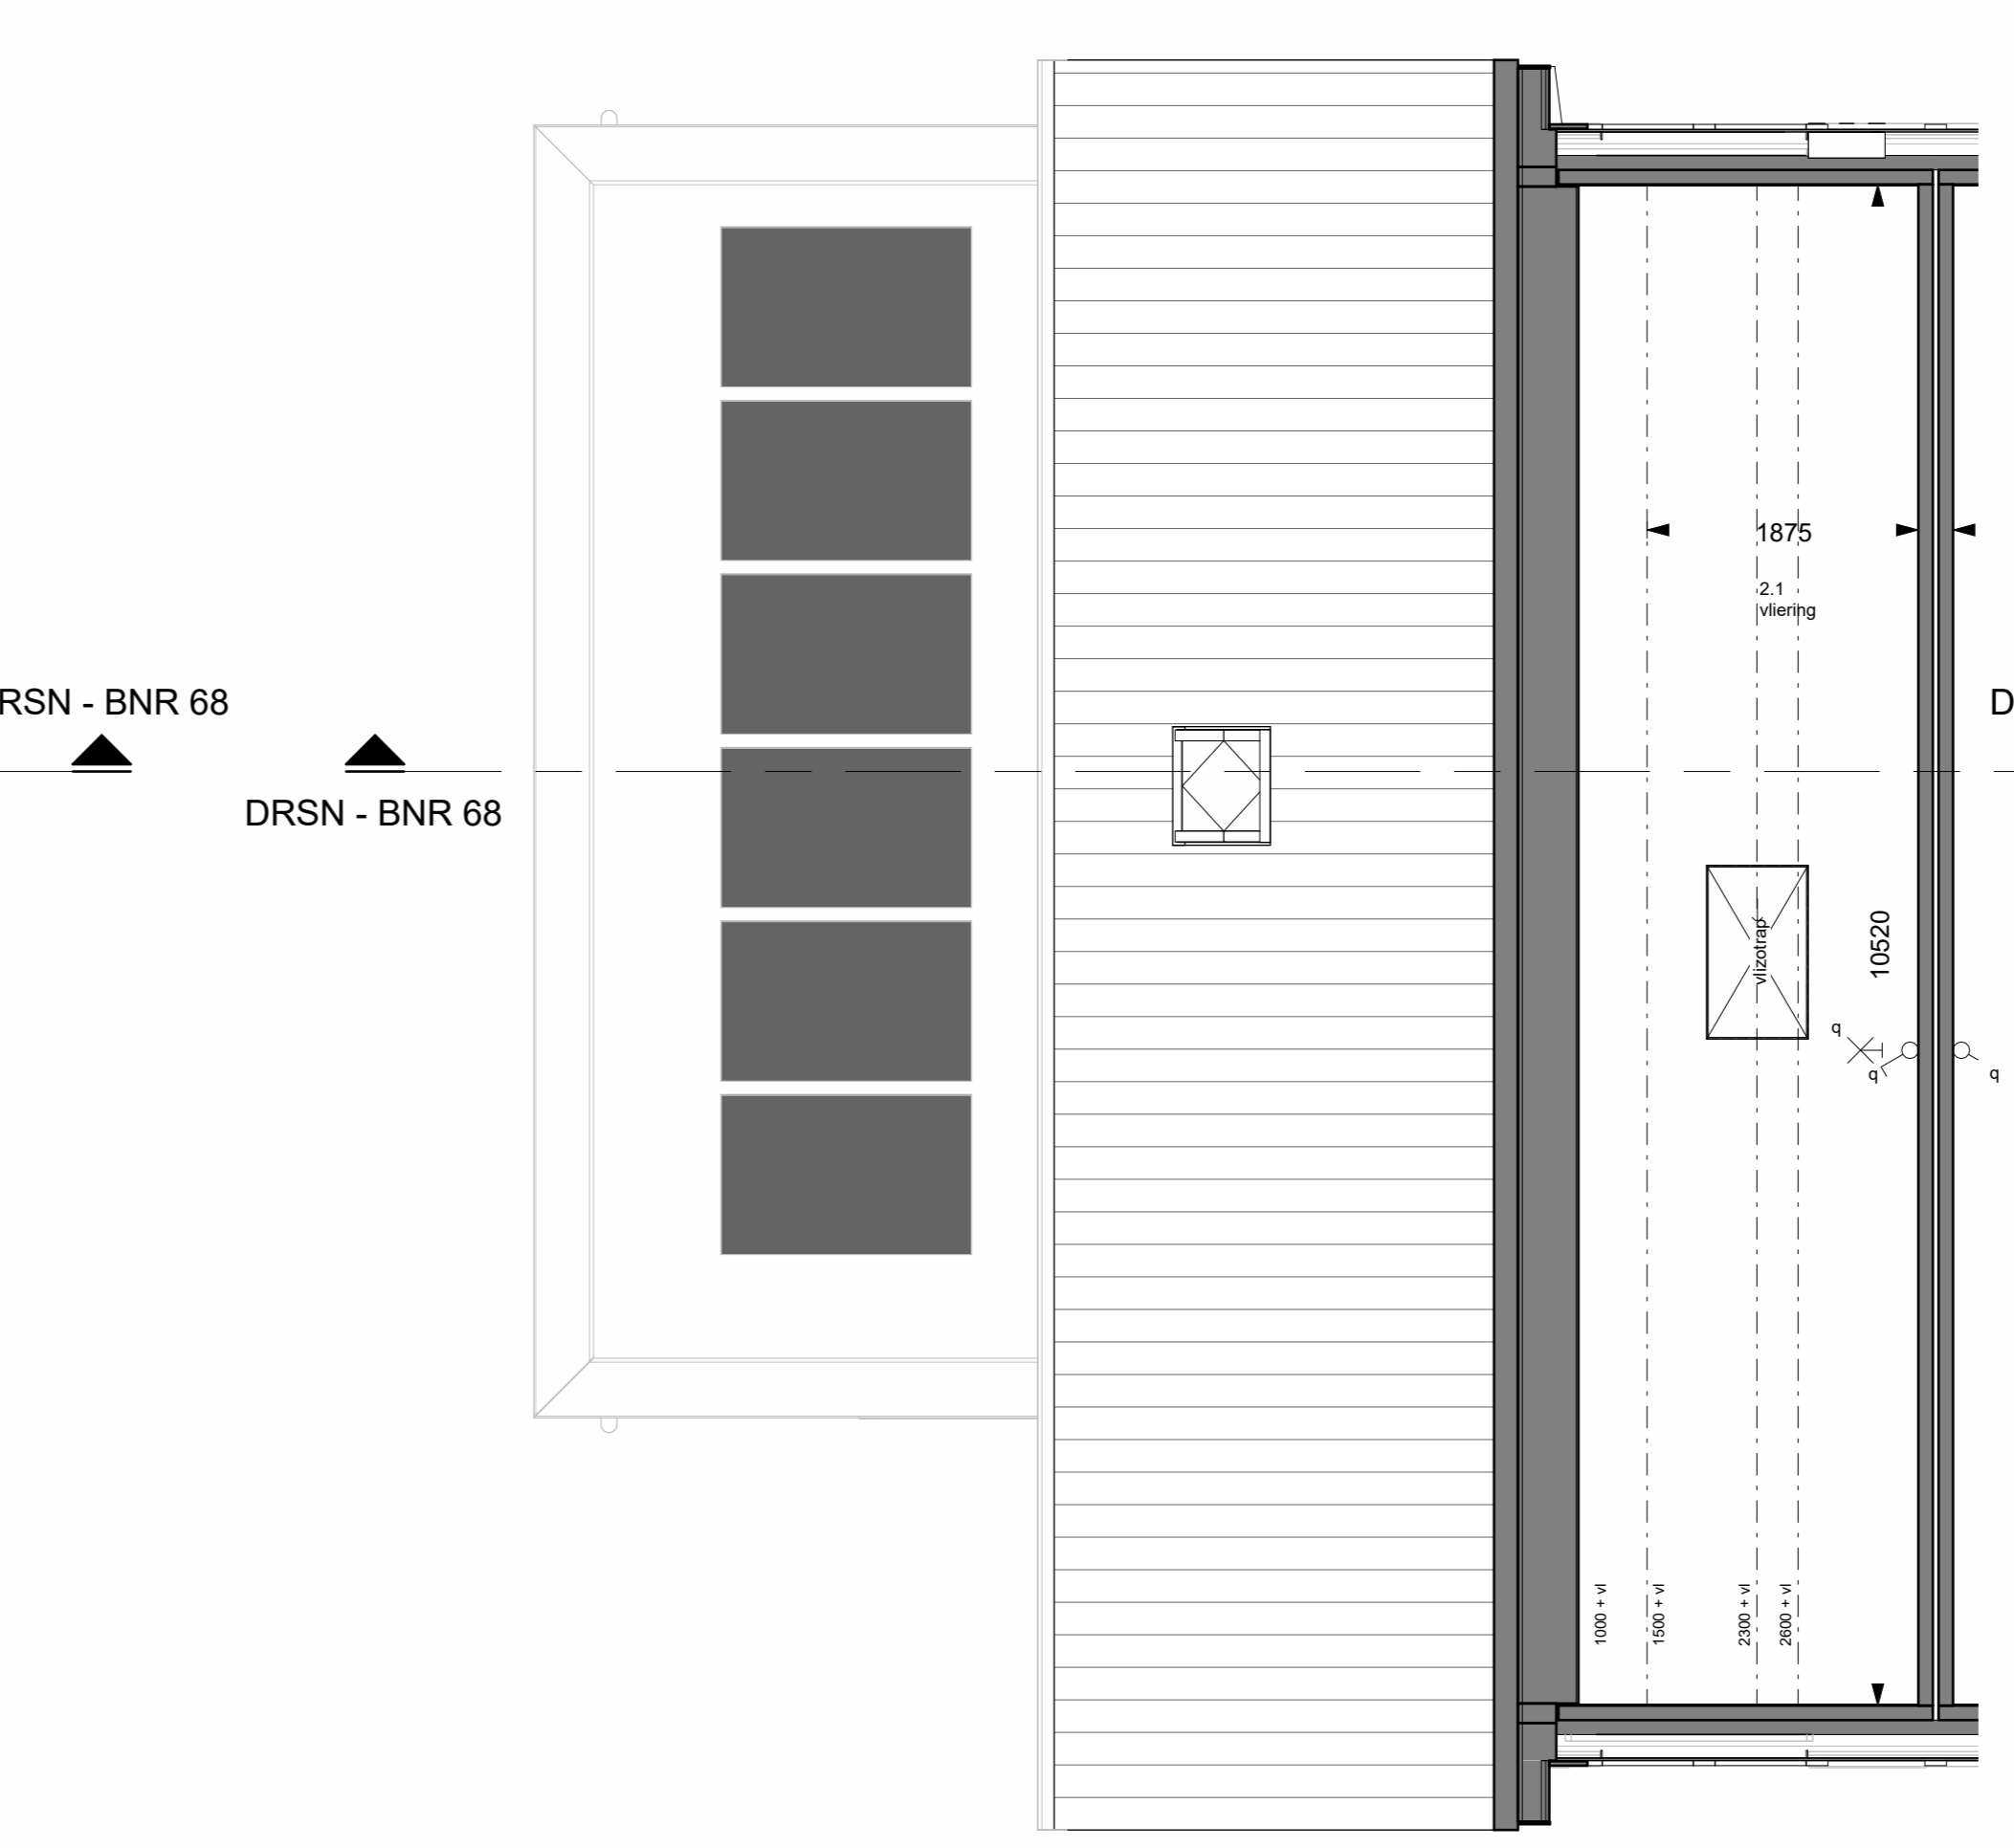 1875
2.1
vliering
RSN - BNR 68
D
DRSN - BNR 68
vlizotrap
10520
q
q
q
1000 + vl
1500 + vl
2300 + vl
2600 + vl